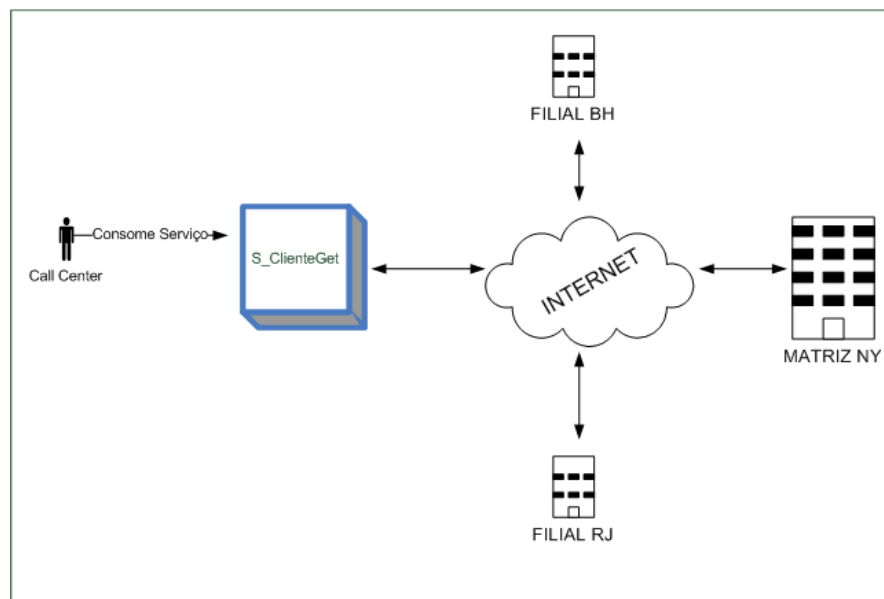 FILIAL BH
Consome Serviço
Call Center
S_ClienteGet
INTERNET
MATRIZ NY
FILIAL RJ